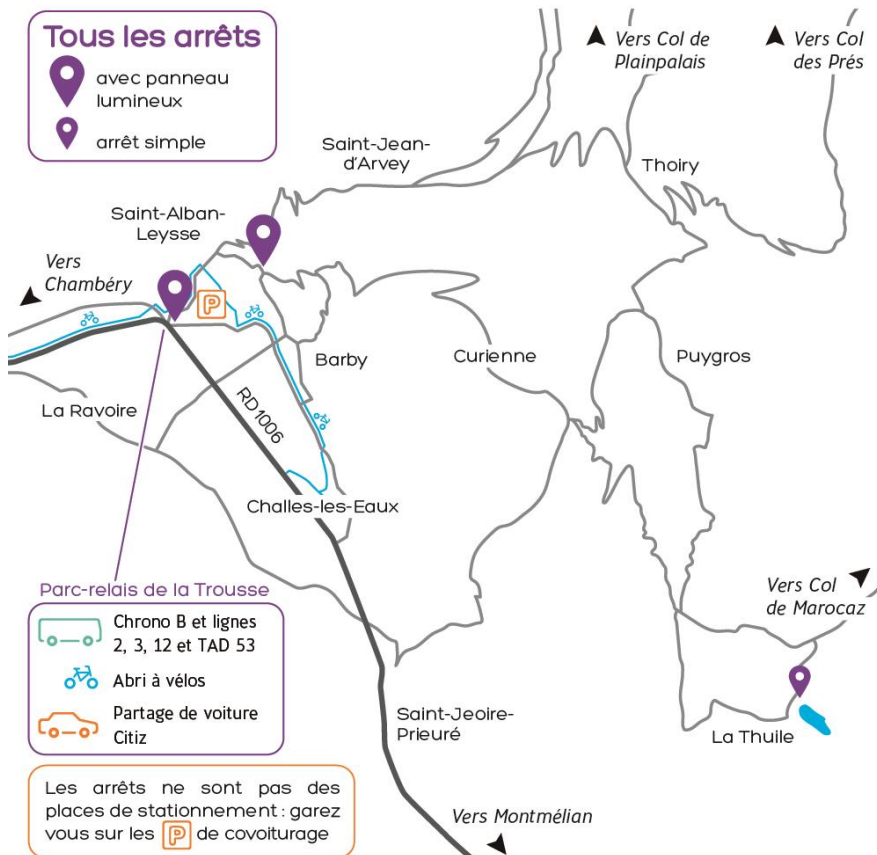 Tous les arrêts
avec panneau
lumineux
arrêt simple
Vers Col de
Plainpalais
Vers Col
des Prés
Saint-Jean-
d'Arvey
Thoiry
Saint-Alban-
Leysse
Vers
Chambéry
P
Barby
Curienne
Puygros
La Ravoire
RD 1006
Challes-les-Eaux
Parc-relais de la Trousse
Chrono B et lignes
2, 3, 12 et TAD 53
Abri à vélos
Partage de voiture
Citiz
Vers Col
de Marocaz
Saint-Jeoire-
Prieuré
La Thuile
Les arrêts ne sont pas des
places de stationnement : garez
vous sur les P de covoiturage
Vers Montmélian